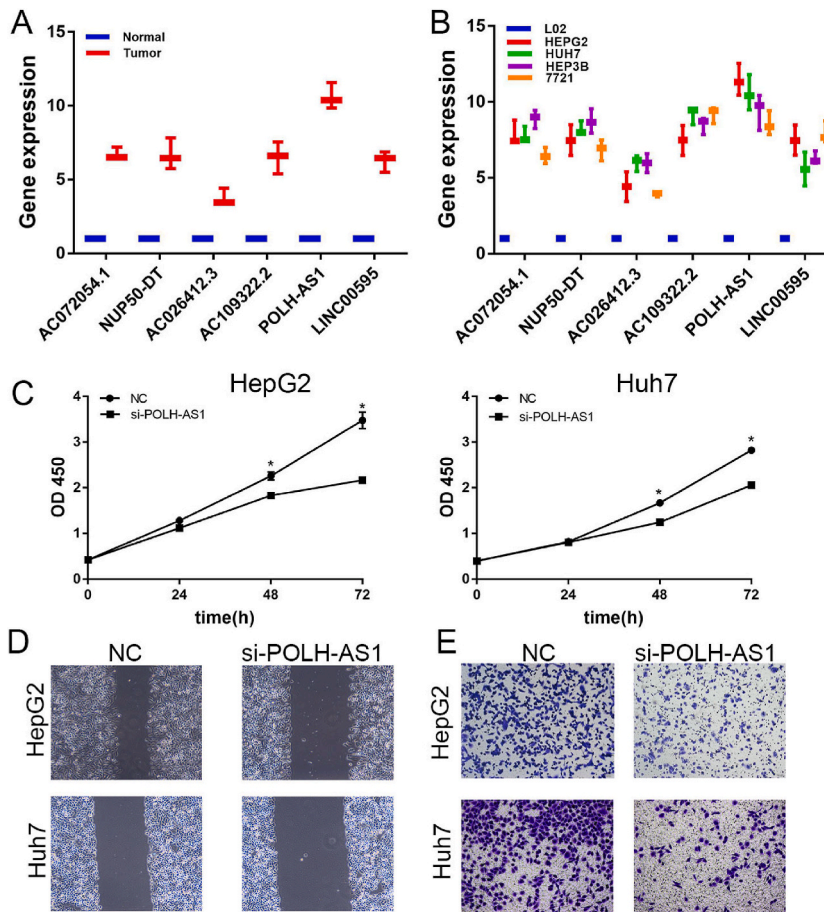 A
Normal
Tumor
Gene expression
15
10
5
0
AC072054.1
NUP50-DT
AC026412.3
AC109322.2
POLH-AS1
LINC00595
B
L02
HEPG2
HUH7
HEP3B
7721
Gene expression
15
10
5
0
AC072054.1
NUP50-DT
AC026412.3
AC109322.2
POLH-AS1
LINC00595
C
HepG2
NC
si-POLH-AS1
OD 450
4
3
2
1
0
* *
0 24 48 72
time(h)
Huh7
NC
si-POLH-AS1
OD 450
4
3
2
1
0
* *
0 24 48 72
time(h)
D
NC si-POLH-AS1
HepG2
Huh7
E
NC si-POLH-AS1
HepG2
Huh7